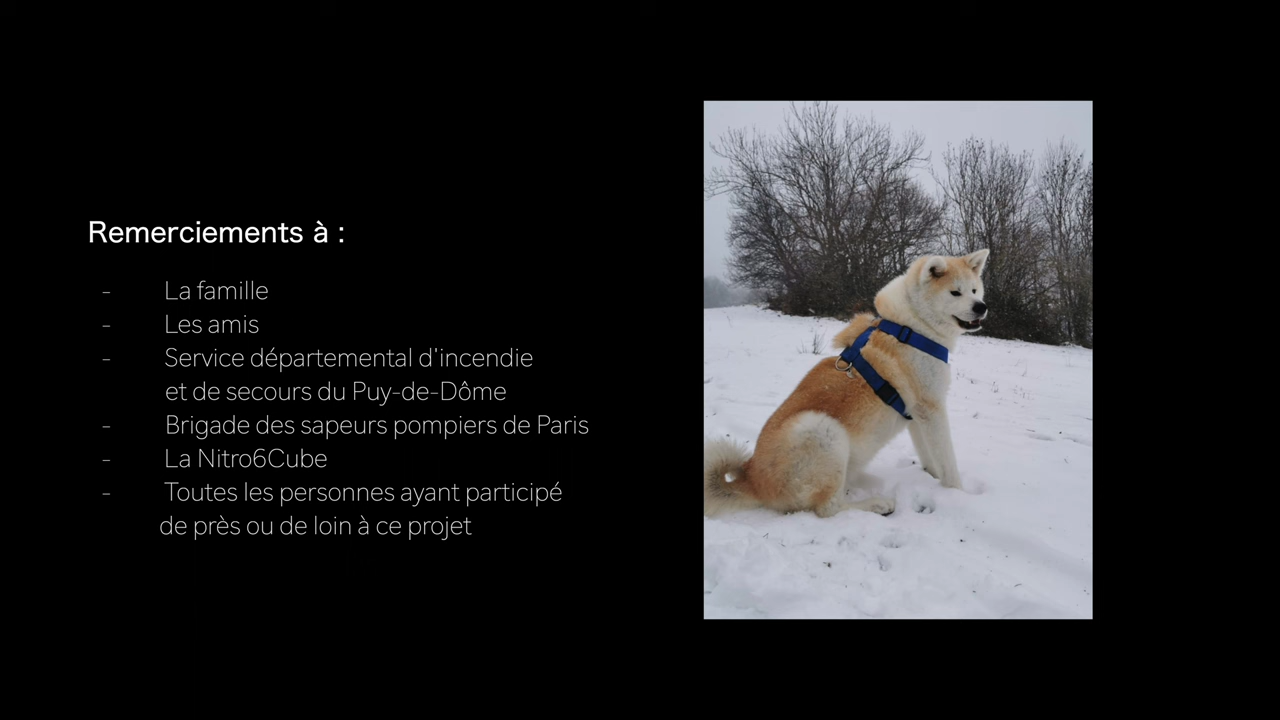 Remerciements à :
- La famille
- Les amis
- Service départemental d'incendie
et de secours du Puy-de-Dôme
- Brigade des sapeurs pompiers de Paris
- La Nitro6Cube
- Toutes les personnes ayant participé
de près ou de loin à ce projet